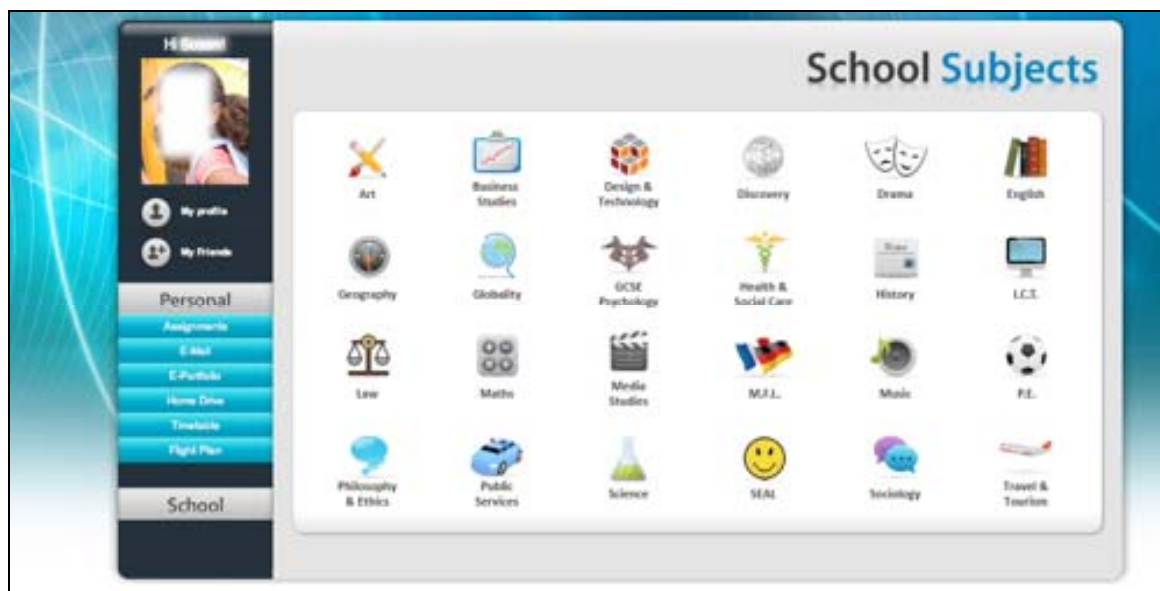 Hi
School Subjects
My profile
My Friends
Personal
Assignments
E-Mail
E-Portfolio
Home Drive
Timetable
Flight Plan
School
Art
Business
Studies
Design &
Technology
Discovery
Drama
English
Geography
Globality
GCSE
Psychology
Health &
Social Care
History
I.C.T.
Law
Maths
Media
Studies
M.F.L.
Music
P.E.
Philosophy
& Ethics
Public
Services
Science
SEAL
Sociology
Travel &
Tourism